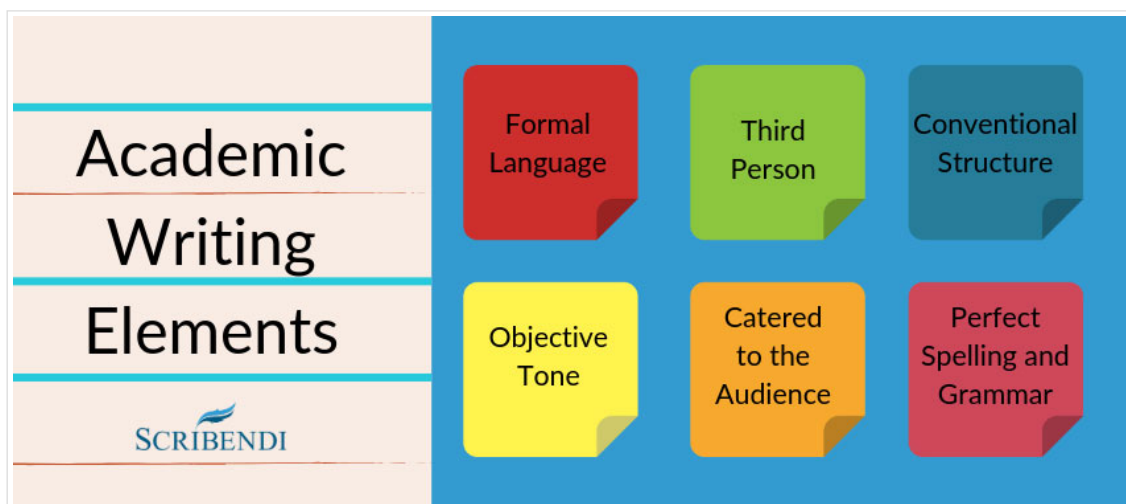 Academic
Writing
Elements
SCRIBENDI
Formal
Language
Third
Person
Conventional
Structure
Objective
Tone
Catered
to the
Audience
Perfect
Spelling and
Grammar